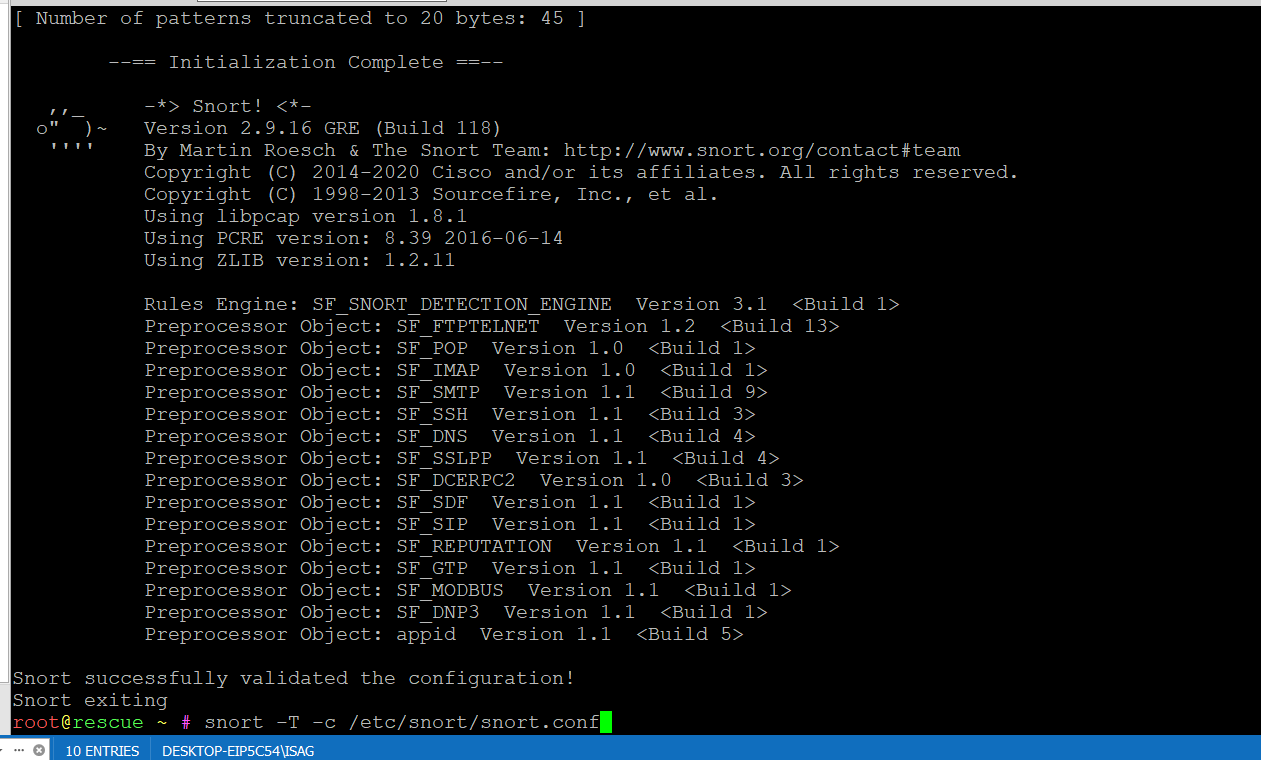 [ Number of patterns truncated to 20 bytes: 45 ]
--== Initialization Complete ==--
,,_ -*> Snort! <*-
o" )~ Version 2.9.16 GRE (Build 118)
'''' By Martin Roesch & The Snort Team: http://www.snort.org/contact#team
Copyright (C) 2014-2020 Cisco and/or its affiliates. All rights reserved.
Copyright (C) 1998-2013 Sourcefire, Inc., et al.
Using libpcap version 1.8.1
Using PCRE version: 8.39 2016-06-14
Using ZLIB version: 1.2.11
Rules Engine: SF_SNORT_DETECTION_ENGINE Version 3.1 <Build 1>
Preprocessor Object: SF_FTPTELNET Version 1.2 <Build 13>
Preprocessor Object: SF_POP Version 1.0 <Build 1>
Preprocessor Object: SF_IMAP Version 1.0 <Build 1>
Preprocessor Object: SF_SMTP Version 1.1 <Build 9>
Preprocessor Object: SF_SSH Version 1.1 <Build 3>
Preprocessor Object: SF_DNS Version 1.1 <Build 4>
Preprocessor Object: SF_SSLPP Version 1.1 <Build 4>
Preprocessor Object: SF_DCERPC2 Version 1.0 <Build 3>
Preprocessor Object: SF_SDF Version 1.1 <Build 1>
Preprocessor Object: SF_SIP Version 1.1 <Build 1>
Preprocessor Object: SF_REPUTATION Version 1.1 <Build 1>
Preprocessor Object: SF_GTP Version 1.1 <Build 1>
Preprocessor Object: SF_MODBUS Version 1.1 <Build 1>
Preprocessor Object: SF_DNP3 Version 1.1 <Build 1>
Preprocessor Object: appid Version 1.1 <Build 5>
Snort successfully validated the configuration!
Snort exiting
root@rescue ~ # snort -T -c /etc/snort/snort.conf
10 ENTRIES DESKTOP-EIP5C54\ISAG